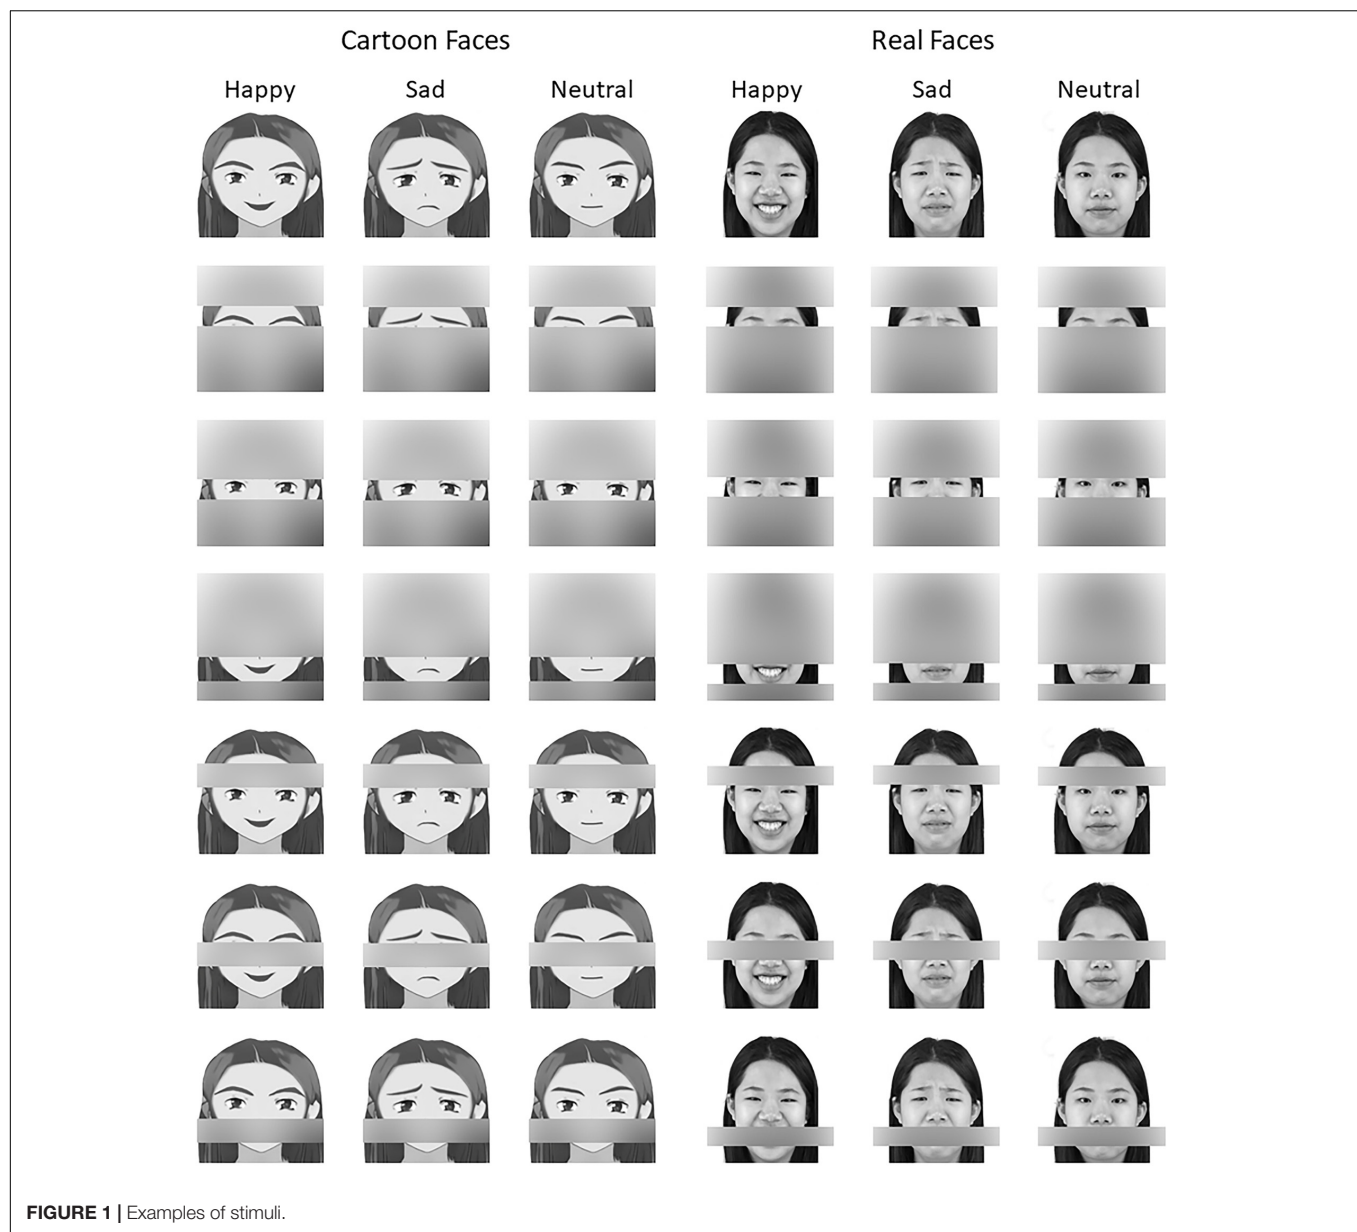 Cartoon Faces Real Faces
Happy Sad Neutral Happy Sad Neutral
FIGURE 1 | Examples of stimuli.